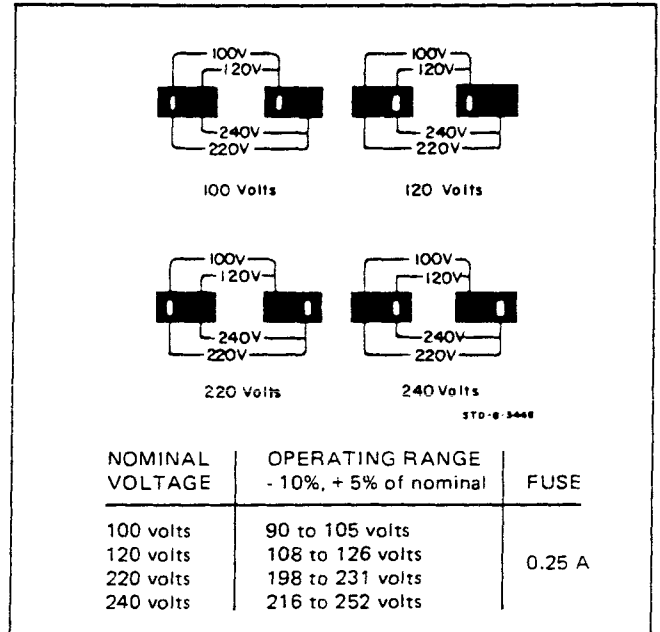 100V 100V
120V 120V
240V 240V
220V 220V
100 Volts 120 Volts
100V 100V
120V 120V
240V 240V
220V 220V
220 Volts 240 Volts
STD-8-3448
NOMINAL OPERATING RANGE
VOLTAGE - 10%, + 5% of nominal FUSE
100 volts 90 to 105 volts
120 volts 108 to 126 volts
0.25 A
220 volts 198 to 231 volts
240 volts 216 to 252 volts